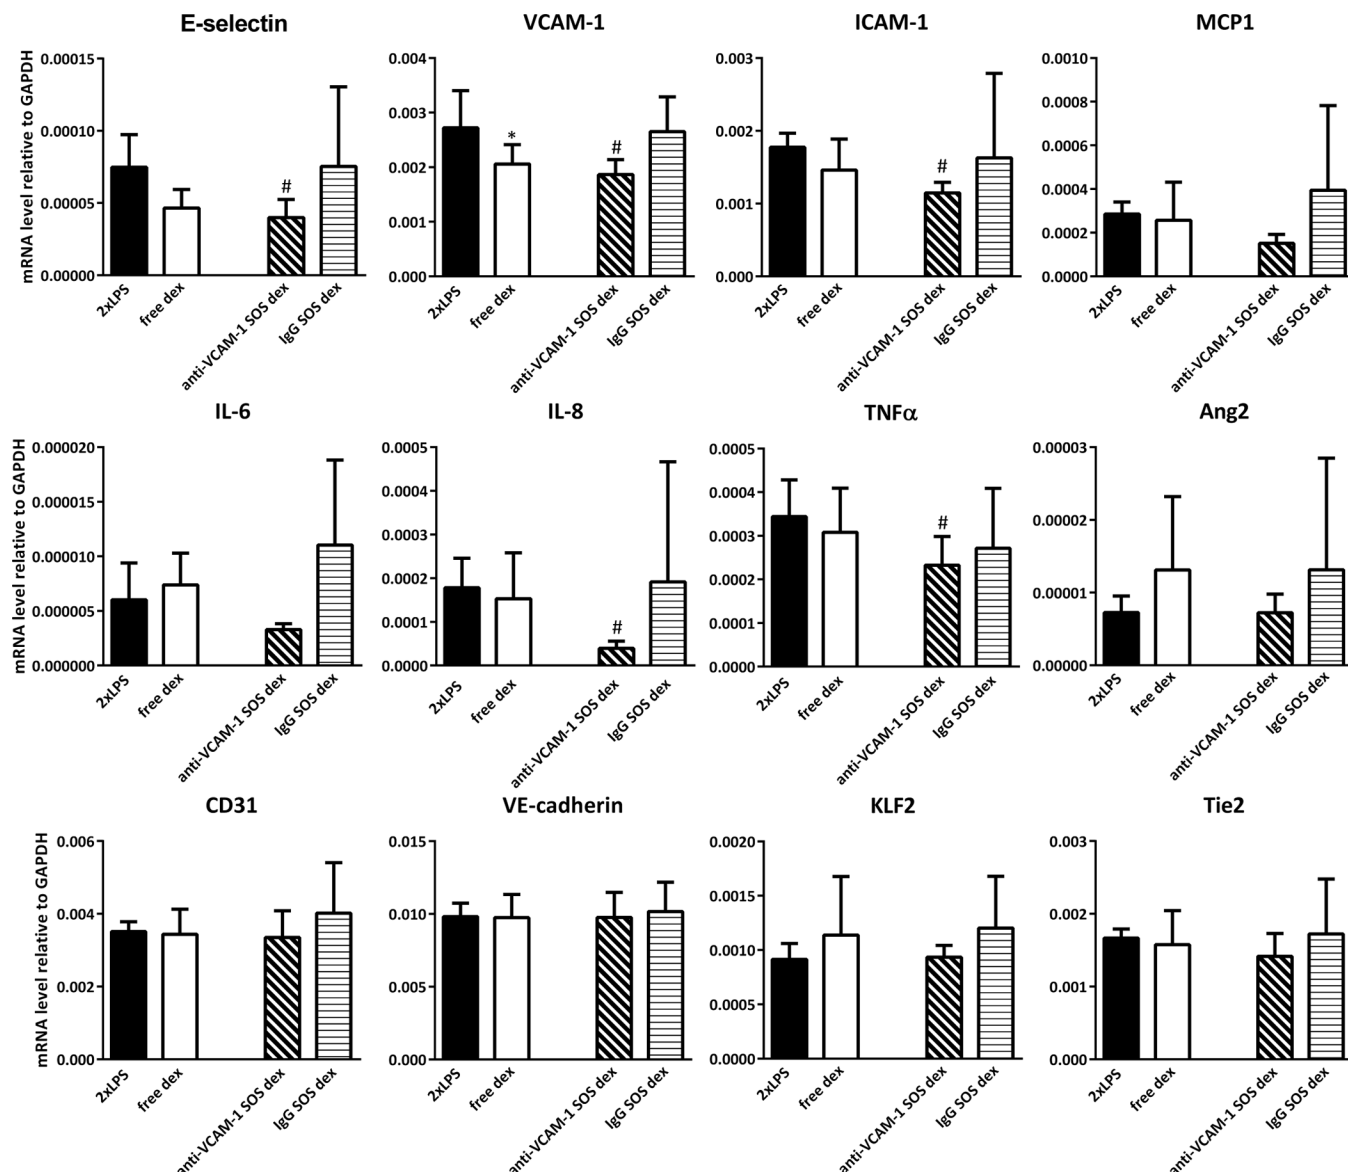 E-selectin
mRNA level relative to GAPDH
0.00015
0.00010
0.00005
0.00000
#
2xLPS
free dex
anti-VCAM-1 SOS dex
IgG SOS dex
VCAM-1
0.004
0.003
0.002
0.001
0.000
*
#
2xLPS
free dex
anti-VCAM-1 SOS dex
IgG SOS dex
ICAM-1
0.003
0.002
0.001
0.000
#
2xLPS
free dex
anti-VCAM-1 SOS dex
IgG SOS dex
MCP1
0.0010
0.0008
0.0006
0.0004
0.0002
0.0000
2xLPS
free dex
anti-VCAM-1 SOS dex
IgG SOS dex
IL-6
mRNA level relative to GAPDH
0.000020
0.000015
0.000010
0.000005
0.000000
2xLPS
free dex
anti-VCAM-1 SOS dex
IgG SOS dex
IL-8
0.0005
0.0004
0.0003
0.0002
0.0001
0.0000
#
2xLPS
free dex
anti-VCAM-1 SOS dex
IgG SOS dex
TNFα
0.0005
0.0004
0.0003
0.0002
0.0001
0.0000
#
2xLPS
free dex
anti-VCAM-1 SOS dex
IgG SOS dex
Ang2
0.00003
0.00002
0.00001
0.00000
2xLPS
free dex
anti-VCAM-1 SOS dex
IgG SOS dex
CD31
mRNA level relative to GAPDH
0.006
0.004
0.002
0.000
2xLPS
free dex
anti-VCAM-1 SOS dex
IgG SOS dex
VE-cadherin
0.015
0.010
0.005
0.000
2xLPS
free dex
anti-VCAM-1 SOS dex
IgG SOS dex
KLF2
0.0020
0.0015
0.0010
0.0005
0.0000
2xLPS
free dex
anti-VCAM-1 SOS dex
IgG SOS dex
Tie2
0.003
0.002
0.001
0.000
2xLPS
free dex
anti-VCAM-1 SOS dex
IgG SOS dex